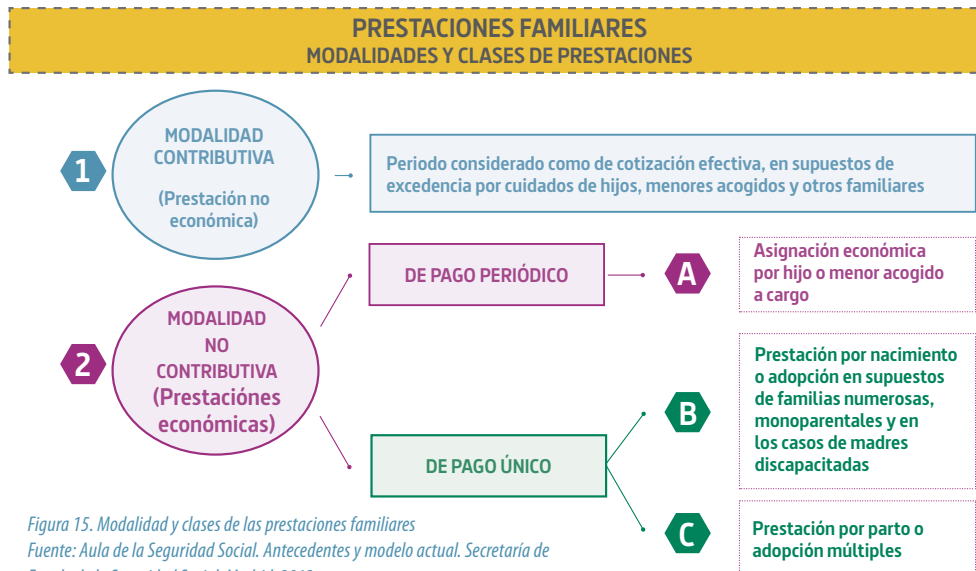 PRESTACIONES FAMILIARES
MODALIDADES Y CLASES DE PRESTACIONES
1
MODALIDAD
CONTRIBUTIVA
(Prestación no
económica)
Periodo considerado como de cotización efectiva, en supuestos de
excedencia por cuidados de hijos, menores acogidos y otros familiares
2
MODALIDAD
NO
CONTRIBUTIVA
(Prestaciónes
económicas)
DE PAGO PERIÓDICO
A
Asignación económica
por hijo o menor acogido
a cargo
DE PAGO ÚNICO
B
Prestación por nacimiento
o adopción en supuestos
de familias numerosas,
monoparentales y en
los casos de madres
discapacitadas
C
Prestación por parto o
adopción múltiples
Figura 15. Modalidad y clases de las prestaciones familiares
Fuente: Aula de la Seguridad Social. Antecedentes y modelo actual. Secretaría de